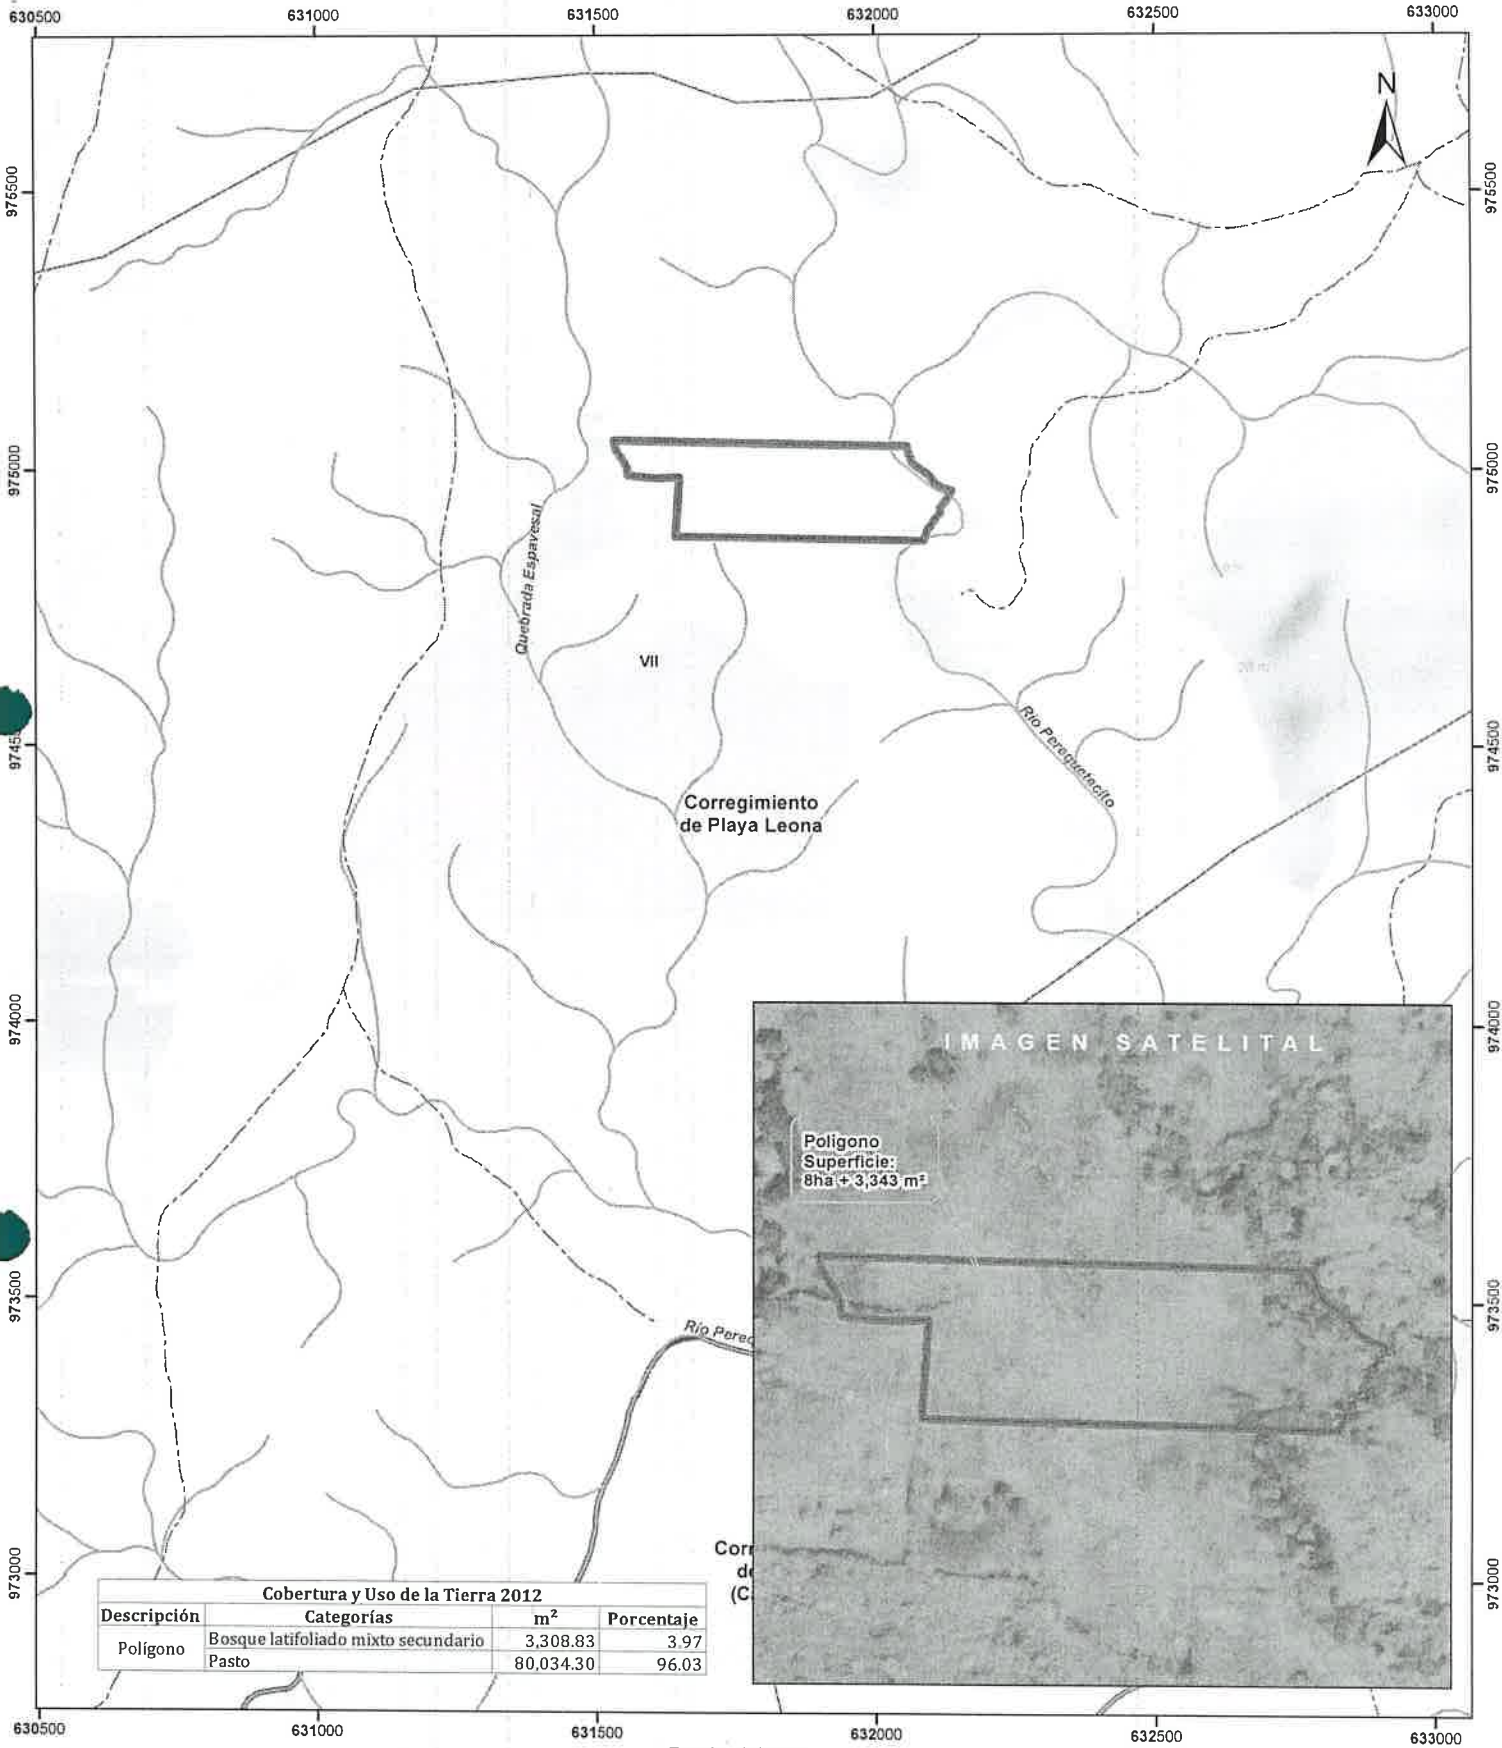 630500 631000 631500 632000 632500 633000
N
975500
975500
975000
975000
Quebrada Espavesal
VII
Río Perequetecito
974500
Corregimiento
de Playa Leona
974500
974000
974000
IMAGEN SATELITAL
Polígono
Superficie:
8ha + 3,343 m²
973500
973500
Río Pereq
Corr
de
(C
973000
973000
Cobertura y Uso de la Tierra 2012
Descripción Categorías m² Porcentaje
Polígono Bosque latifoliado mixto secundario 3,308.83 3.97
Pasto 80,034.30 96.03
630500 631000 631500 632000 632500 633000